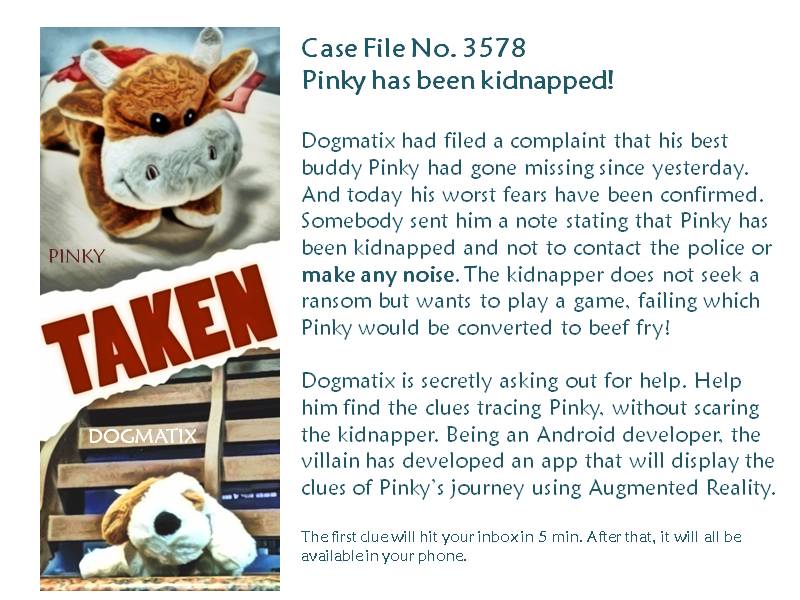 Case File No. 3578
Pinky has been kidnapped!
Dogmatix had filed a complaint that his best
buddy Pinky had gone missing since yesterday.
And today his worst fears have been confirmed.
Somebody sent him a note stating that Pinky has
been kidnapped and not to contact the police or
make any noise. The kidnapper does not seek a
ransom but wants to play a game, failing which
Pinky would be converted to beef fry!
Dogmatix is secretly asking out for help. Help
him find the clues tracing Pinky, without scaring
the kidnapper. Being an Android developer, the
villain has developed an app that will display the
clues of Pinky's journey using Augmented Reality.
The first clue will hit your inbox in 5 min. After that, it will all be
available in your phone.
PINKY
TAKEN
DOGMATIX